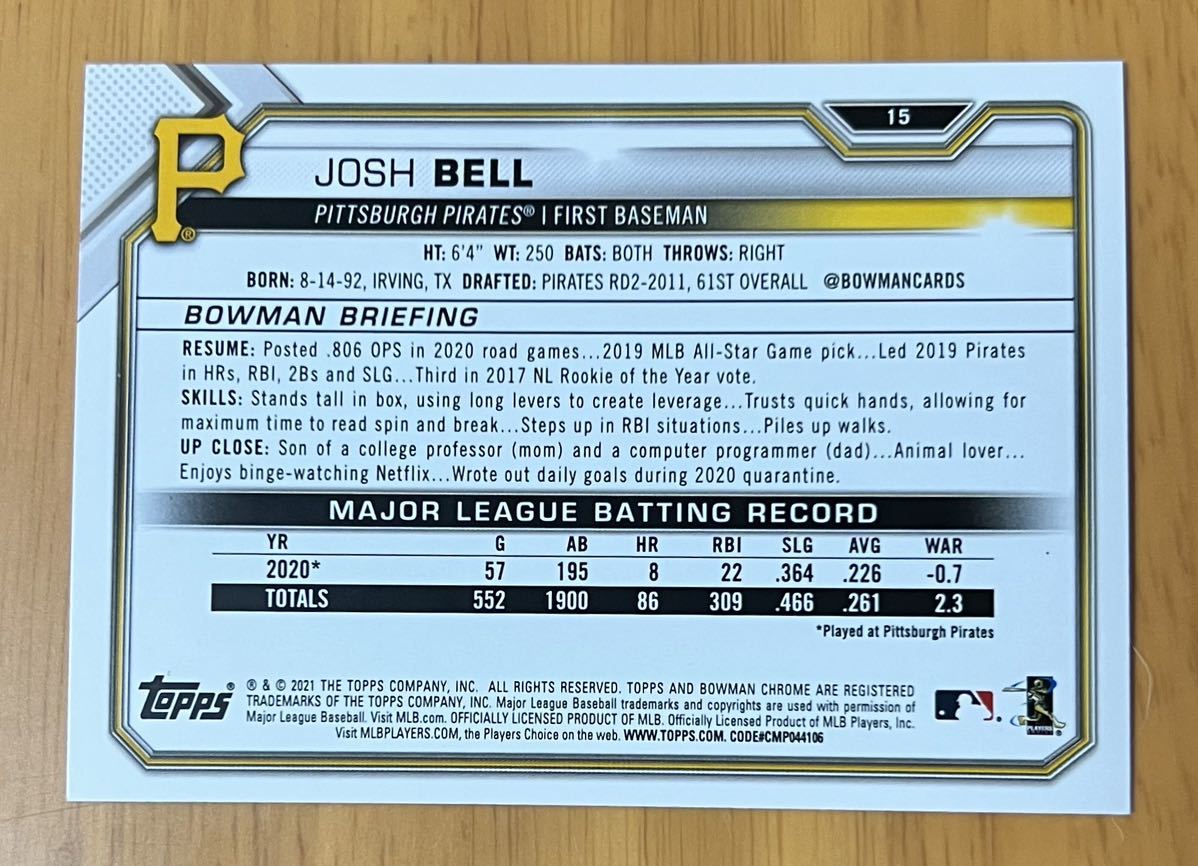 15
P®
JOSH BELL
PITTSBURGH PIRATES® | FIRST BASEMAN
HT: 6'4" WT: 250 BATS: BOTH THROWS: RIGHT
BORN: 8-14-92, IRVING, TX DRAFTED: PIRATES RD2-2011, 61ST OVERALL @BOWMANCARDS
BOWMAN BRIEFING
RESUME: Posted .806 OPS in 2020 road games...2019 MLB All-Star Game pick...Led 2019 Pirates
in HRs, RBI, 2Bs and SLG...Third in 2017 NL Rookie of the Year vote.
SKILLS: Stands tall in box, using long levers to create leverage...Trusts quick hands, allowing for
maximum time to read spin and break...Steps up in RBI situations...Piles up walks.
UP CLOSE: Son of a college professor (mom) and a computer programmer (dad)...Animal lover...
Enjoys binge-watching Netflix...Wrote out daily goals during 2020 quarantine.
MAJOR LEAGUE BATTING RECORD
YR G AB HR RBI SLG AVG WAR
2020* 57 195 8 22 .364 .226 -0.7
TOTALS 552 1900 86 309 .466 .261 2.3
*Played at Pittsburgh Pirates
Topps®
® & © 2021 THE TOPPS COMPANY, INC. ALL RIGHTS RESERVED. TOPPS AND BOWMAN CHROME ARE REGISTERED
TRADEMARKS OF THE TOPPS COMPANY, INC. Major League Baseball trademarks and copyrights are used with permission of
Major League Baseball. Visit MLB.com. OFFICIALLY LICENSED PRODUCT OF MLB. Officially Licensed Product of MLB Players, Inc.
Visit MLBPLAYERS.COM, the Players Choice on the web. WWW.TOPPS.COM. CODE#CMP044106
PLAYERS